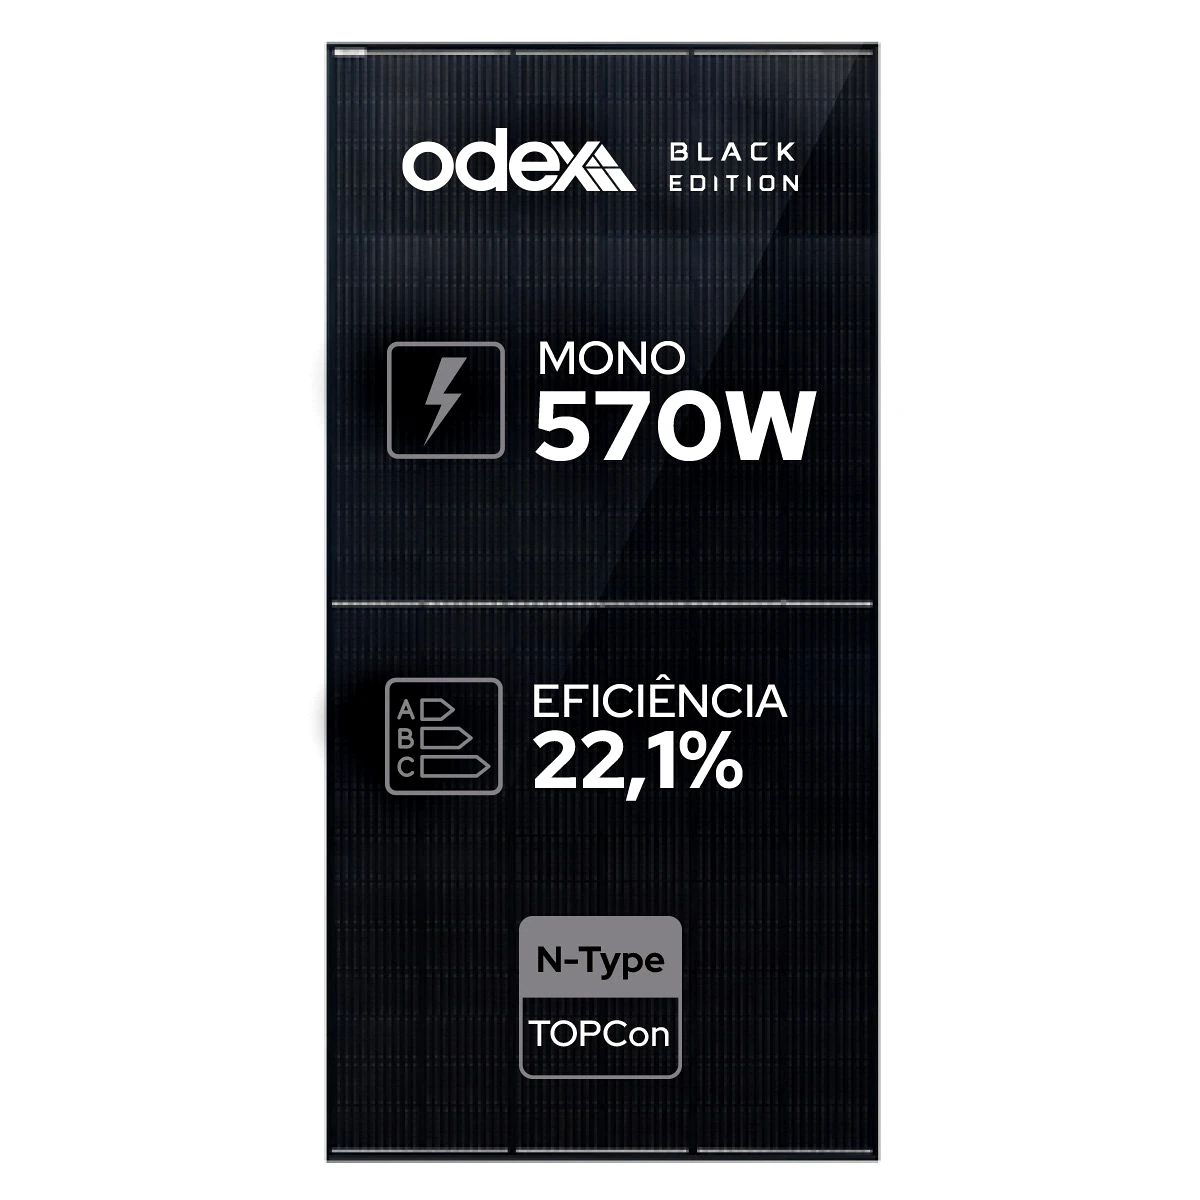 odex BLACK
EDITION
MONO
570W
A
B
C
EFICIÊNCIA
22,1%
N-Type
TOPCon